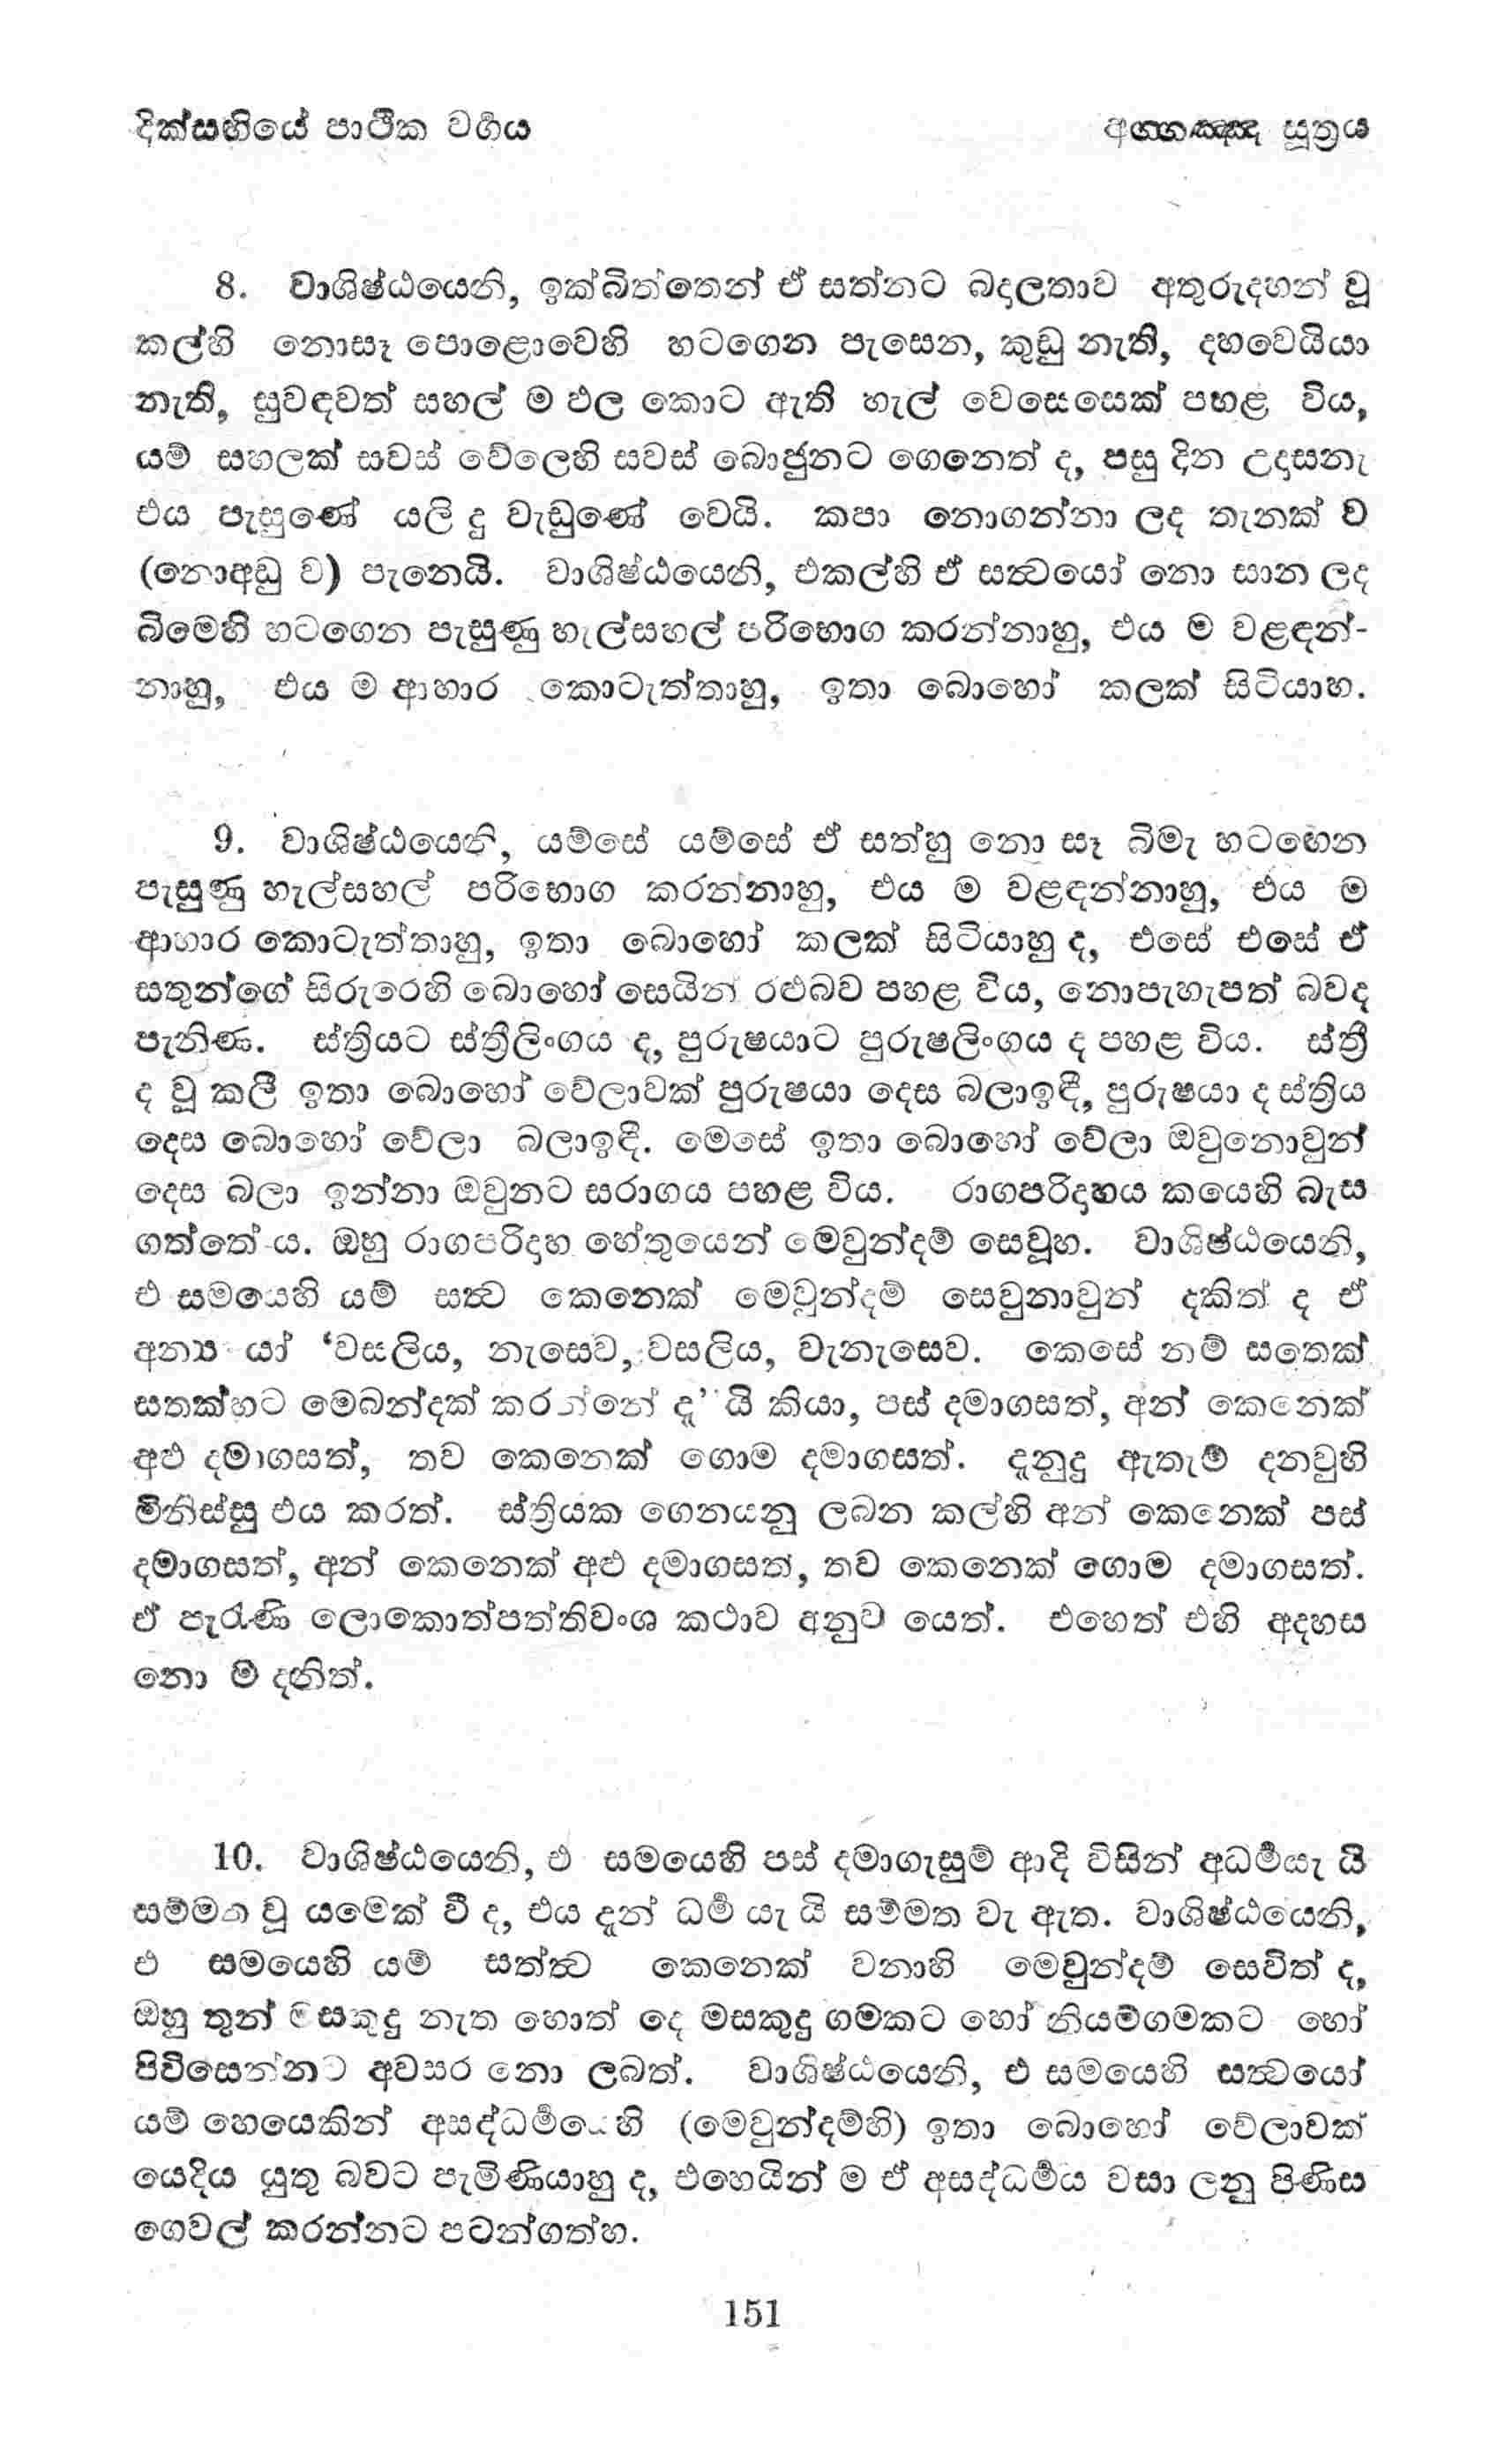 දික්සඟියේ පාථික වර්‍ගය
අග්ගඤ්ඤ සූත්‍රය
8. වාශිෂ්ඨයෙනි, ඉක්බිත්තෙන් ඒ සත්නට බදාලතාව අතුරුදහන් වූ
කල්හි නොසෑ පොළොවෙහි හටගෙන පැසෙන, කුඩු නැති, දහවෙයියා
නැති, සුවඳවත් සහල් ම ඵල කොට ඇති හැල් වෙසෙසෙක් පහළ විය,
යම් සහලක් සවස් වේලෙහි සවස් බොජුනට ගෙනෙත් ද, පසු දින උදාසනැ
එය පැසුණේ යලි දු වැඩුණේ වෙයි. කපා නොගන්නා ලද තැනක් ව
(නොඅඩු ව) පැනෙයි. වාශිෂ්ඨයෙනි, එකල්හි ඒ සත්‍වයෝ නො සාන ලද
බිමෙහි හටගෙන පැසුණු හැල්සහල් පරිභොග කරන්නාහු, එය ම වළඳන්-
නාහු, එය ම ආහාර කොටැත්තාහු, ඉතා බොහෝ කලක් සිටියාහ.
9. වාශිෂ්ඨයෙනි, යම්සේ යම්සේ ඒ සත්හු නො සෑ බිමැ හටඟෙන
පැසුණු හැල්සහල් පරිභොග කරන්නාහු, එය ම වළඳන්නාහු, එය ම
ආහාර කොටැත්තාහු, ඉතා බොහෝ කලක් සිටියාහු ද, එසේ එසේ ඒ
සතුන්ගේ සිරුරෙහි බොහෝ සෙයින් රළුබව පහළ විය, නොපැහැපත් බවද
පැනිණ. ස්ත්‍රියට ස්ත්‍රීලිංගය ද, පුරුෂයාට පුරුෂලිංගය ද පහළ විය. ස්ත්‍රී
ද වූ කලී ඉතා බොහෝ වේලාවක් පුරුෂයා දෙස බලාඉඳී, පුරුෂයා ද ස්ත්‍රිය
දෙස බොහෝ වේලා බලාඉඳී. මෙසේ ඉතා බොහෝ වේලා ඔවුනොවුන්
දෙස බලා ඉන්නා ඔවුනට සරාගය පහළ විය. රාගපරිදාහය කයෙහි බැස
ගත්තේ ය. ඔහු රාගපරිදාහ හේතුයෙන් මෙවුන්දම් සෙවූහ. වාශිෂ්ඨයෙනි,
එ සමයෙහි යම් සත්‍ව කෙනෙක් මෙවුන්දම් සෙවුනාවුන් දකිත් ද ඒ
අන්‍ය යෝ ‘වසලිය, නැසෙව, වසලිය, වැනැසෙව. කෙසේ නම් සතෙක්
සතක්හට මෙබන්දක් කරන්නේ දැ’ යි කියා, පස් දමාගසත්, අන් කෙනෙක්
අළු දමාගසත්, තව කෙනෙක් ගොම දමාගසත්. දැනුදු ඇතැම් දනවුහි
මිනිස්සු එය කරත්. ස්ත්‍රියක ගෙනයනු ලබන කල්හි අන් කෙනෙක් පස්
දමාගසත්, අන් කෙනෙක් අළු දමාගසත්, තව කෙනෙක් ගොම දමාගසත්.
ඒ පැරැණි ලොකොත්පත්තිවංශ කථාව අනුව යෙත්. එහෙත් එහි අදහස
නො ම දනිත්.
10. වාශිෂ්ඨයෙනි, එ සමයෙහි පස් දමාගැසුම් ආදි විසින් අධර්‍මයැ යි
සම්මත වූ යමෙක් වී ද, එය දැන් ධර්‍ම යැ යි සම්මත වැ ඇත. වාශිෂ්ඨයෙනි,
එ සමයෙහි යම් සත්ත්‍ව කෙනෙක් වනාහි මෙවුන්දම් සෙවිත් ද,
ඔහු තුන් මසකුදු නැත හොත් දෙ මසකුදු ගමකට හෝ නියම්ගමකට හෝ
පිවිසෙන්නට අවසර නො ලබත්. වාශිෂ්ඨයෙනි, එ සමයෙහි සත්‍වයෝ
යම් හෙයෙකින් අසද්ධර්‍මයෙහි (මෙවුන්දම්හි) ඉතා බොහෝ වේලාවක්
යෙදිය යුතු බවට පැමිණියාහු ද, එහෙයින් ම ඒ අසද්ධර්‍මය වසා ලනු පිණිස
ගෙවල් කරන්නට පටන්ගත්හ.
151